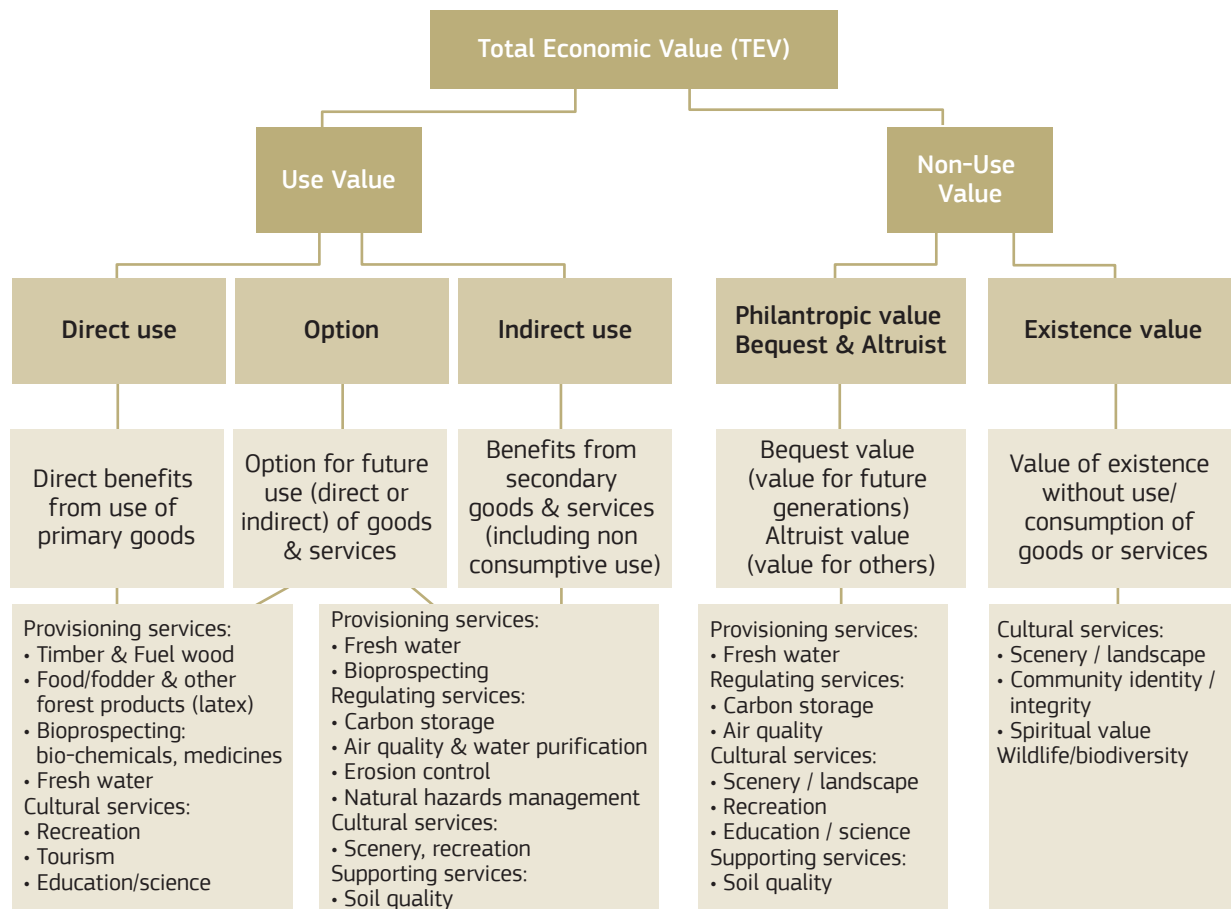 Total Economic Value (TEV)
Use Value
Non-Use
Value
Direct use
Option
Indirect use
Philantropic value
Bequest & Altruist
Existence value
Direct benefits
from use of
primary goods
Option for future
use (direct or
indirect) of goods
& services
Benefits from
secondary
goods & services
(including non
consumptive use)
Bequest value
(value for future
generations)
Altruist value
(value for others)
Value of existence
without use/
consumption of
goods or services
Provisioning services:
• Timber & Fuel wood
• Food/fodder & other
forest products (latex)
• Bioprospecting:
bio-chemicals, medicines
• Fresh water
Cultural services:
• Recreation
• Tourism
• Education/science
Provisioning services:
• Fresh water
• Bioprospecting
Regulating services:
• Carbon storage
• Air quality & water purification
• Erosion control
• Natural hazards management
Cultural services:
• Scenery, recreation
Supporting services:
• Soil quality
Provisioning services:
• Fresh water
Regulating services:
• Carbon storage
• Air quality
Cultural services:
• Scenery / landscape
• Recreation
• Education / science
Supporting services:
• Soil quality
Cultural services:
• Scenery / landscape
• Community identity /
integrity
• Spiritual value
Wildlife/biodiversity